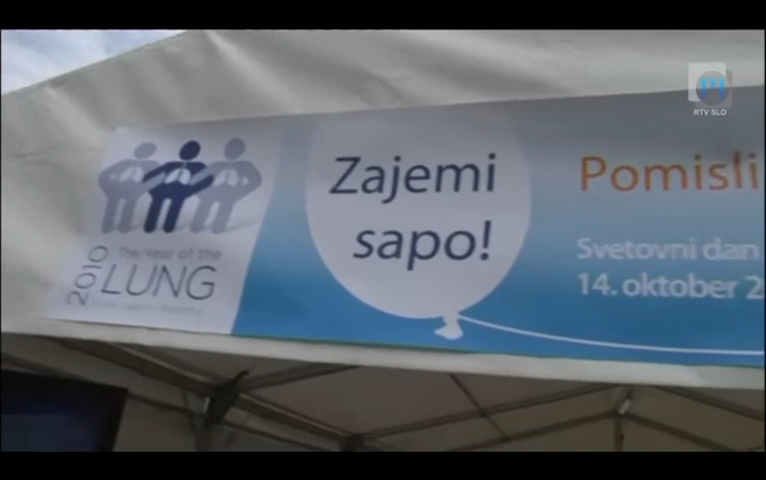 RTV SLO
Zajemi
sapo!
Pomisli
Svetovni dan
14. oktober 2
2010
The Year of the
LUNG